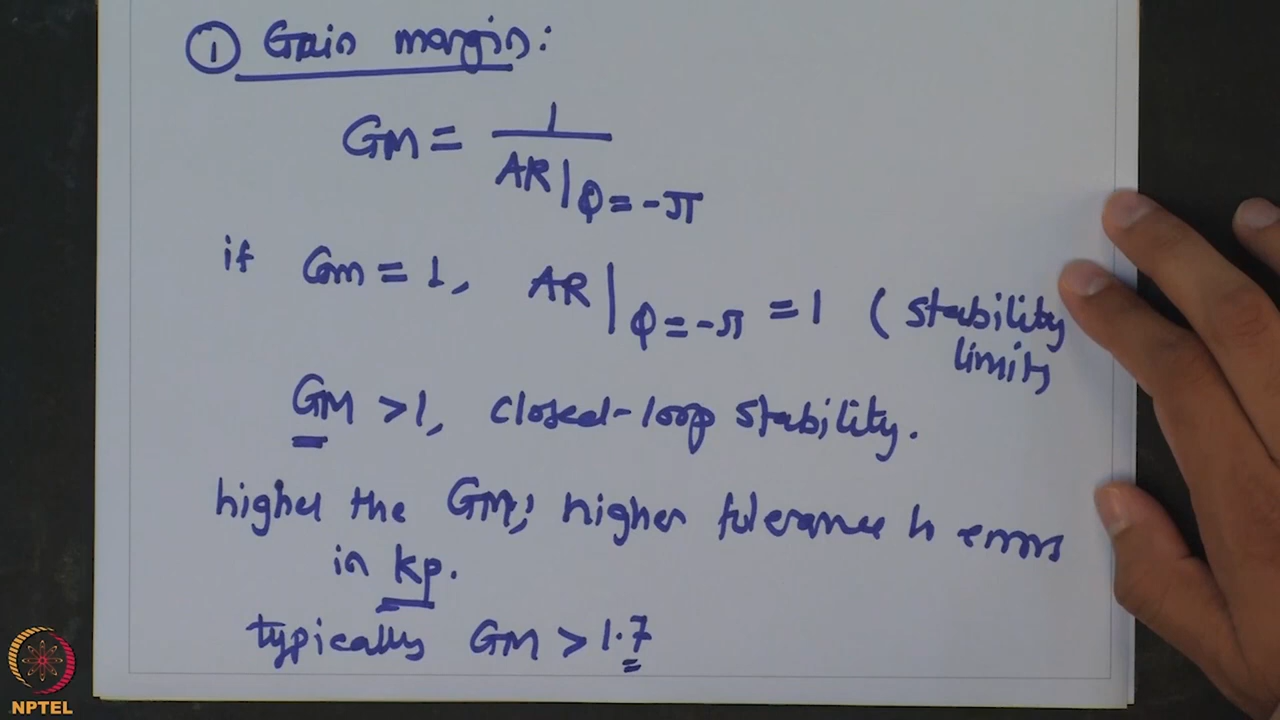 ① Gain margin:
GM = 1 / AR|φ = -π
if Gm = 1, AR|φ = -π = 1 (stability
limits
GM > 1, closed-loop stability.
higher the GM, higher tolerance to errors
in kp.
typically GM > 1.7
NPTEL